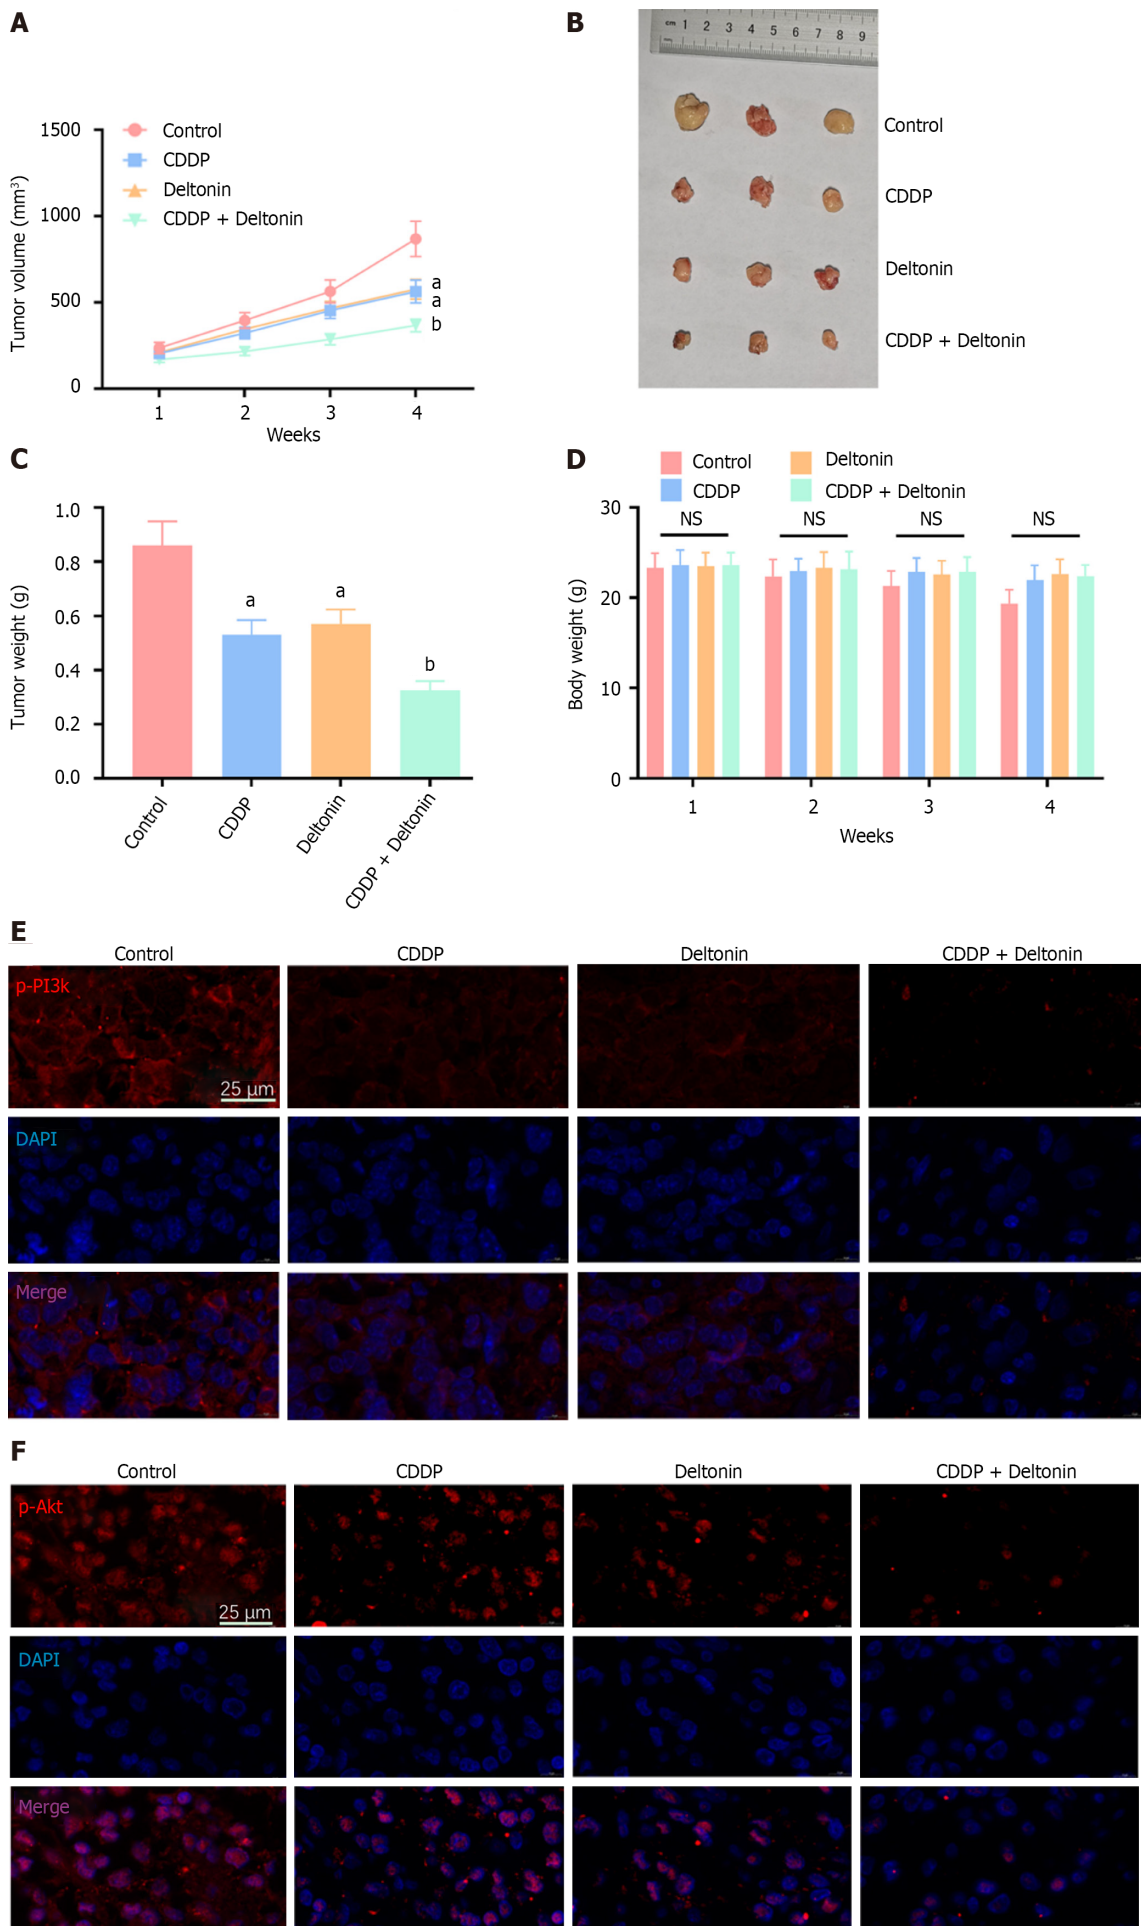 A
1500
1000
500
0
Tumor volume (mm³)
Control
CDDP
Deltonin
CDDP + Deltonin
a
a
b
1 2 3 4
Weeks
B
cm 1 2 3 4 5 6 7 8 9
mm
Control
CDDP
Deltonin
CDDP + Deltonin
C
1.0
0.8
0.6
0.4
0.2
0.0
Tumor weight (g)
a
a
b
Control
CDDP
Deltonin
CDDP + Deltonin
D
Control
Deltonin
CDDP
CDDP + Deltonin
30
20
10
0
Body weight (g)
NS NS NS NS
1 2 3 4
Weeks
E
Control CDDP Deltonin CDDP + Deltonin
p-PI3k
25 µm
DAPI
Merge
F
Control CDDP Deltonin CDDP + Deltonin
p-Akt
25 µm
DAPI
Merge